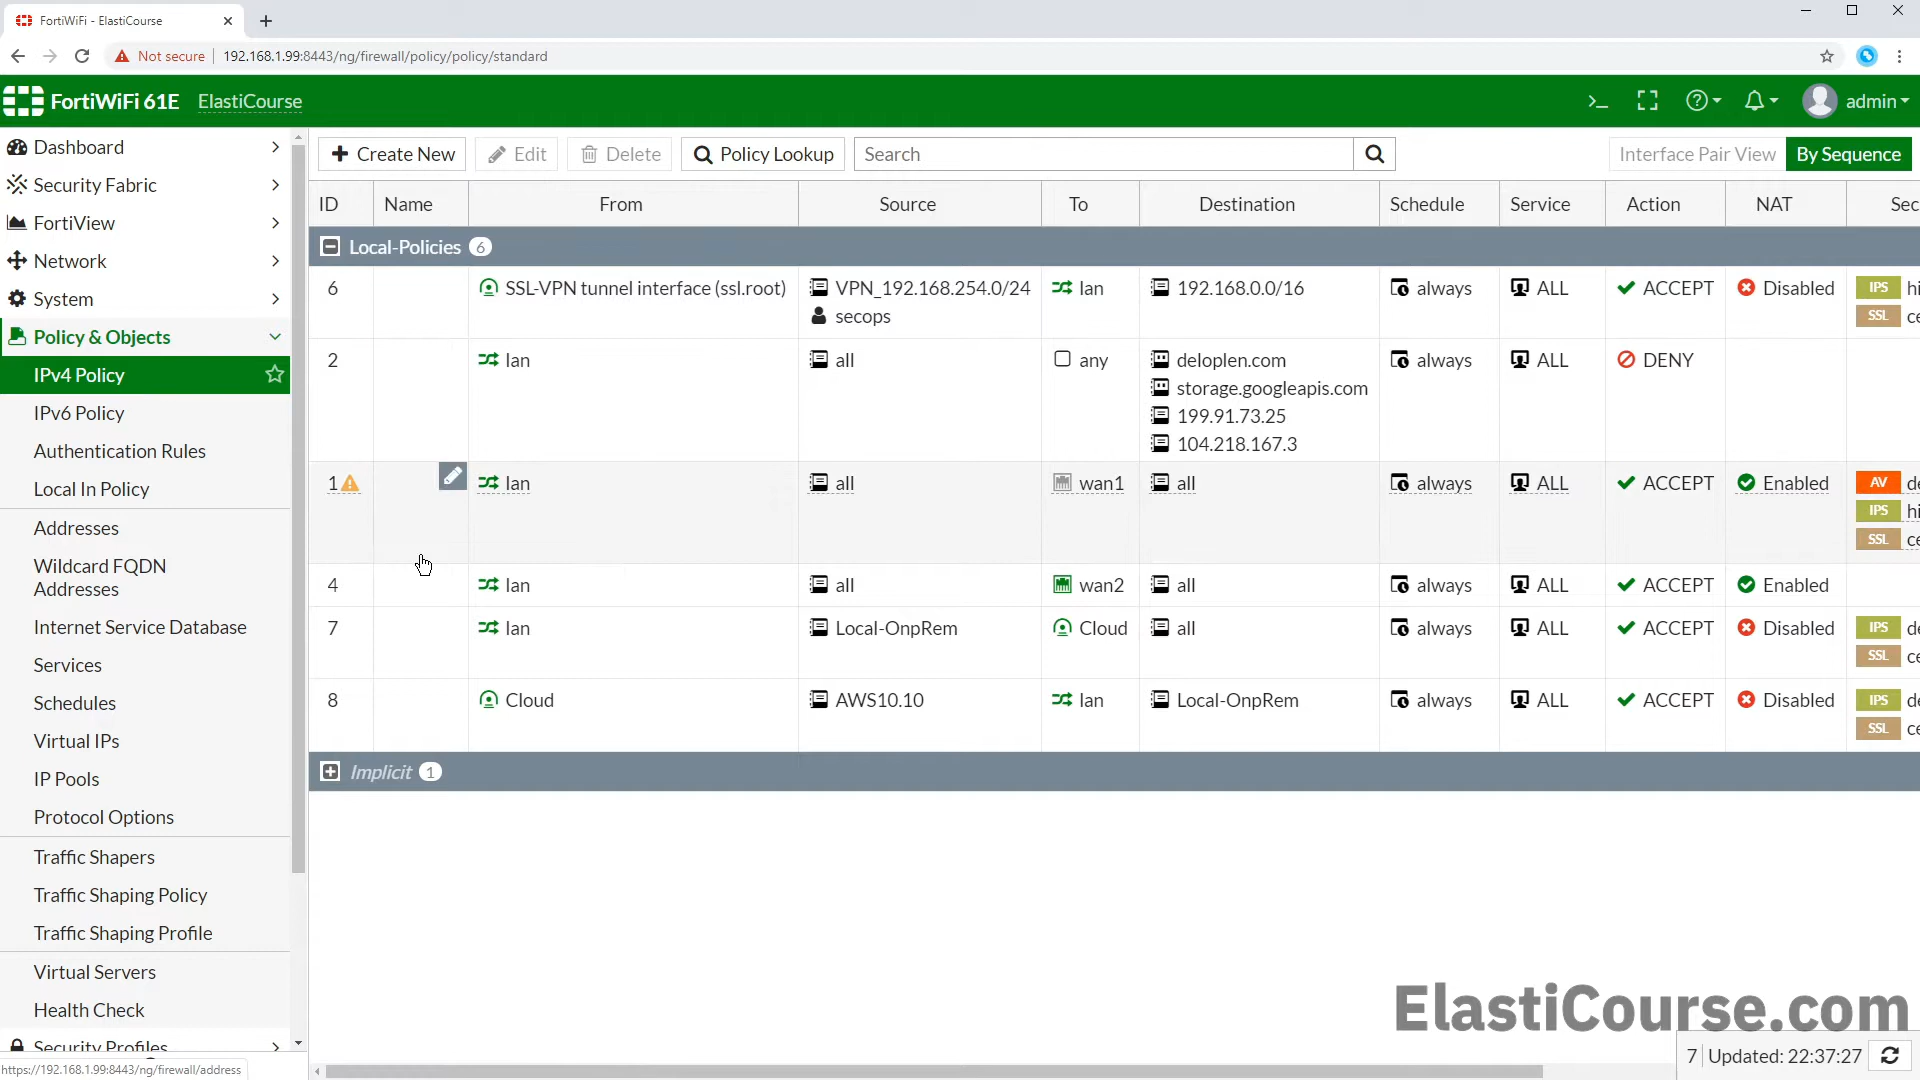 FortiWiFi - ElastiCourse
Not secure 192.168.1.99:8443/ng/firewall/policy/policy/standard
FortiWiFi 61E ElastiCourse
admin
Dashboard
Security Fabric
FortiView
Network
System
Policy & Objects
IPv4 Policy
IPv6 Policy
Authentication Rules
Local In Policy
Addresses
Wildcard FQDN
Addresses
Internet Service Database
Services
Schedules
Virtual IPs
IP Pools
Protocol Options
Traffic Shapers
Traffic Shaping Policy
Traffic Shaping Profile
Virtual Servers
Health Check
Security Profiles
https://192.168.1.99:8443/ng/firewall/address
Create New Edit Delete Policy Lookup Search Interface Pair View By Sequence
ID Name From Source To Destination Schedule Service Action NAT Sec
Local-Policies 6
6 SSL-VPN tunnel interface (ssl.root) VPN_192.168.254.0/24 lan 192.168.0.0/16 always ALL ACCEPT Disabled IPS hi
secops SSL ce
2 lan all any deloplen.com always ALL DENY
storage.googleapis.com
199.91.73.25
104.218.167.3
1 lan all wan1 all always ALL ACCEPT Enabled AV de
IPS hi
SSL ce
4 lan all wan2 all always ALL ACCEPT Enabled
7 lan Local-OnpRem Cloud all always ALL ACCEPT Disabled IPS de
SSL ce
8 Cloud AWS10.10 lan Local-OnpRem always ALL ACCEPT Disabled IPS de
SSL ce
Implicit 1
ElastiCourse.com
7 Updated: 22:37:27